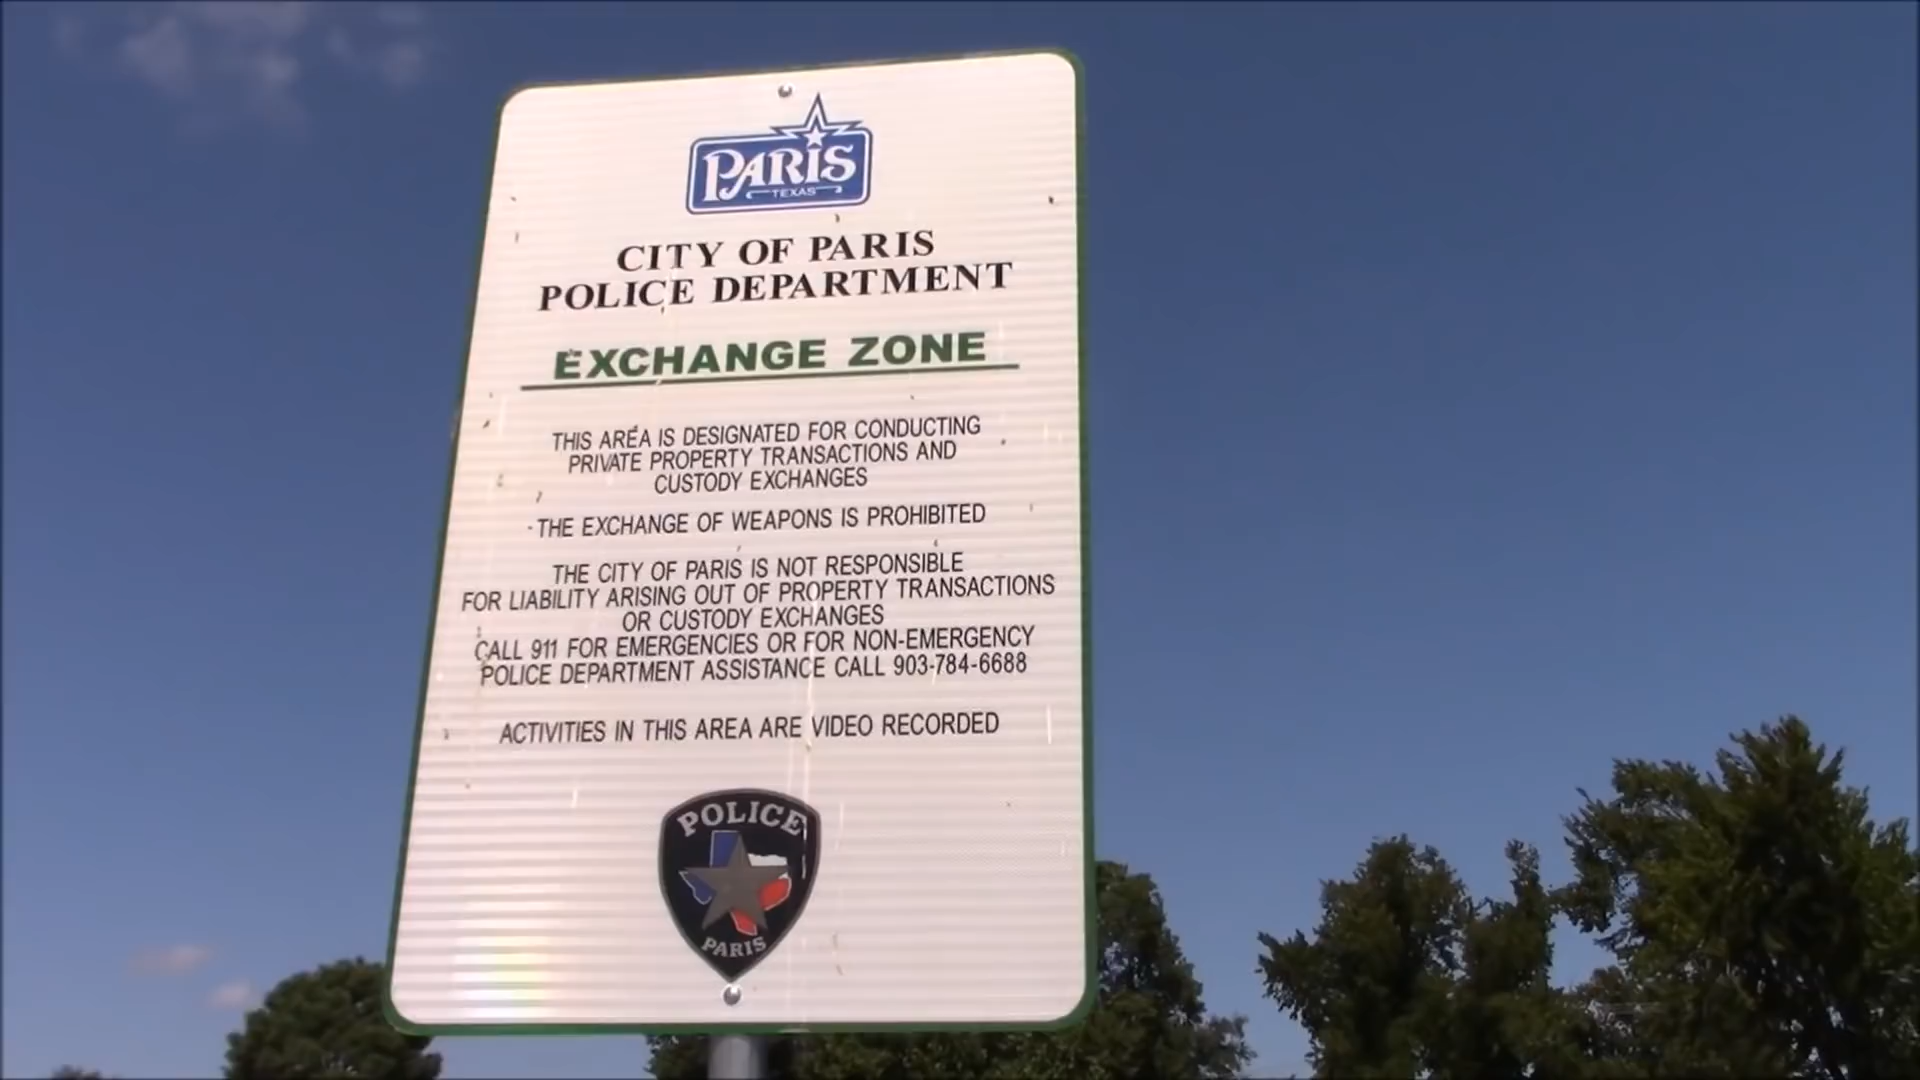 PARIS
TEXAS
CITY OF PARIS
POLICE DEPARTMENT
EXCHANGE ZONE
THIS AREA IS DESIGNATED FOR CONDUCTING
PRIVATE PROPERTY TRANSACTIONS AND
CUSTODY EXCHANGES
THE EXCHANGE OF WEAPONS IS PROHIBITED
THE CITY OF PARIS IS NOT RESPONSIBLE
FOR LIABILITY ARISING OUT OF PROPERTY TRANSACTIONS
OR CUSTODY EXCHANGES
CALL 911 FOR EMERGENCIES OR FOR NON-EMERGENCY
POLICE DEPARTMENT ASSISTANCE CALL 903-784-6688
ACTIVITIES IN THIS AREA ARE VIDEO RECORDED
POLICE
PARIS